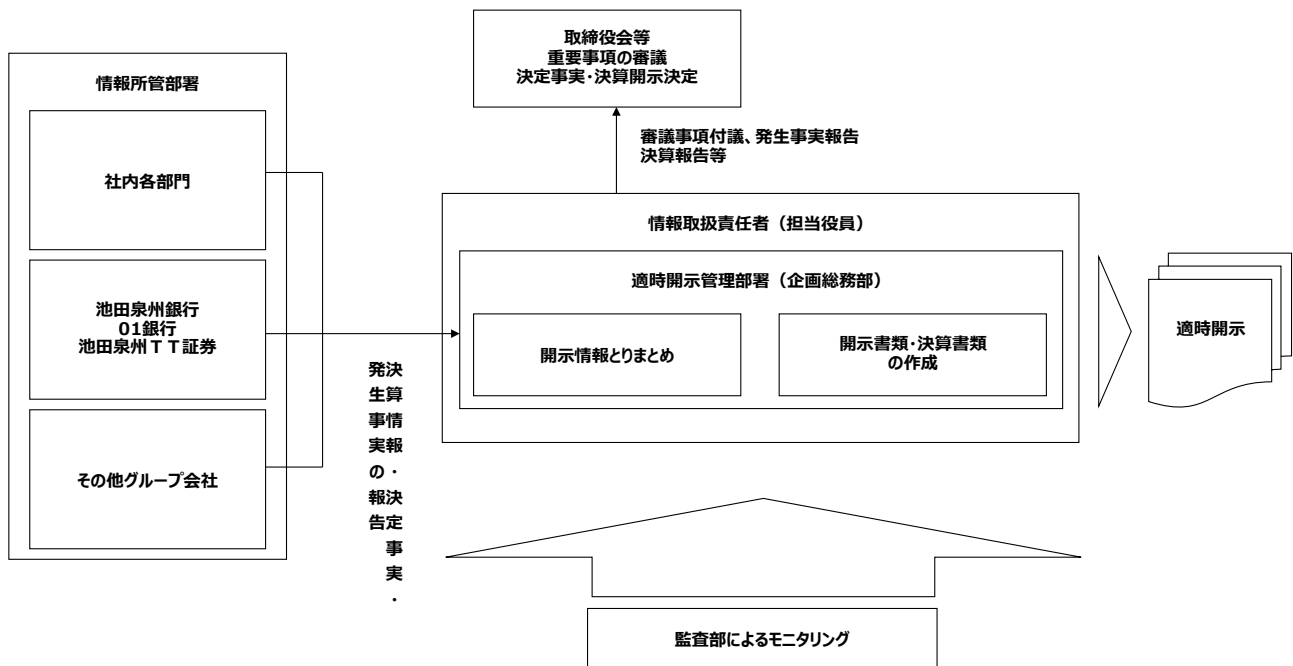 取締役会等
重要事項の審議
決定事実・決算開示決定
情報所管部署
社内各部門
池田泉州銀行
01銀行
池田泉州ＴＴ証券
その他グループ会社
決算情報・決定事実・
発生事実の報告
審議事項付議、発生事実報告
決算報告等
情報取扱責任者（担当役員）
適時開示管理部署（企画総務部）
開示情報とりまとめ
開示書類・決算書類
の作成
適時開示
監査部によるモニタリング